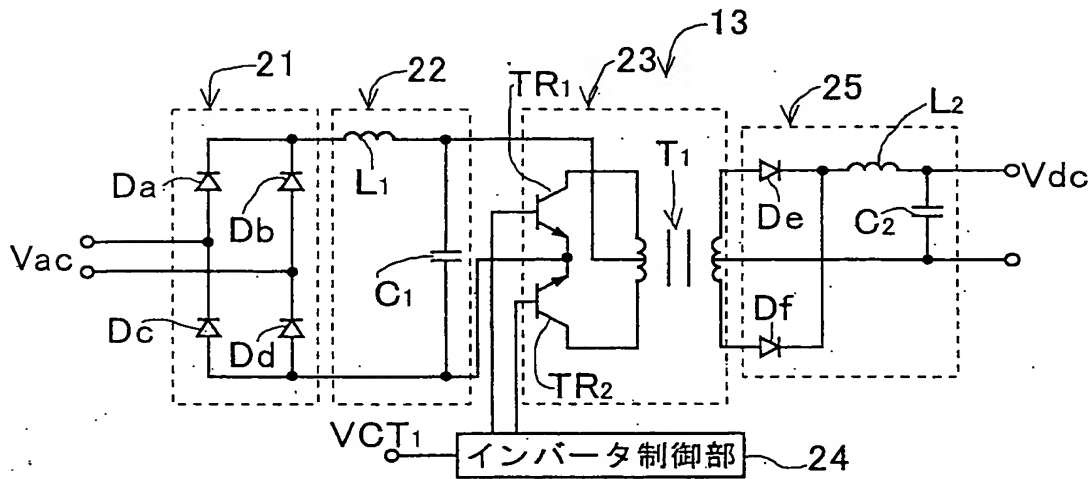 13
21
22
23
TR₁
25
L₂
Da
Db
L₁
T₁
De
Vdc
C₂
Vac
C₁
Dc
Dd
Df
TR₂
VCT₁
インバータ制御部
24